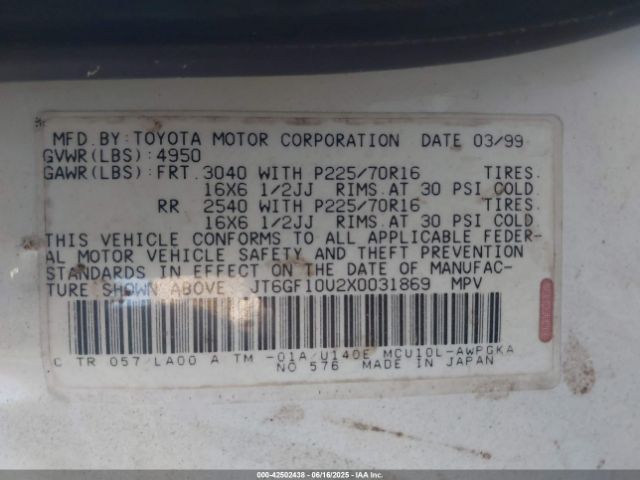 MFD.BY:TOYOTA MOTOR CORPORATION DATE 03/99
GVWR(LBS):4950
GAWR(LBS):FRT.3040 WITH P225/70R16 TIRES.
16X6 1/2JJ RIMS.AT 30 PSI COLD
RR 2540 WITH P225/70R16 TIRES.
16X6 1/2JJ RIMS.AT 30 PSI COLD
THIS VEHICLE CONFORMS TO ALL APPLICABLE FEDER-
AL MOTOR VEHICLE SAFETY AND THEFT PREVENTION
STANDARDS IN EFFECT ON THE DATE OF MANUFAC-
TURE SHOWN ABOVE JT6GF10U2X0031869 MPV
C TR 057/LA00 A TM -01A/U140E MCU10L-AWPGKA
NO 576 MADE IN JAPAN
000-42502438 - 06/16/2025 - IAAI.COM